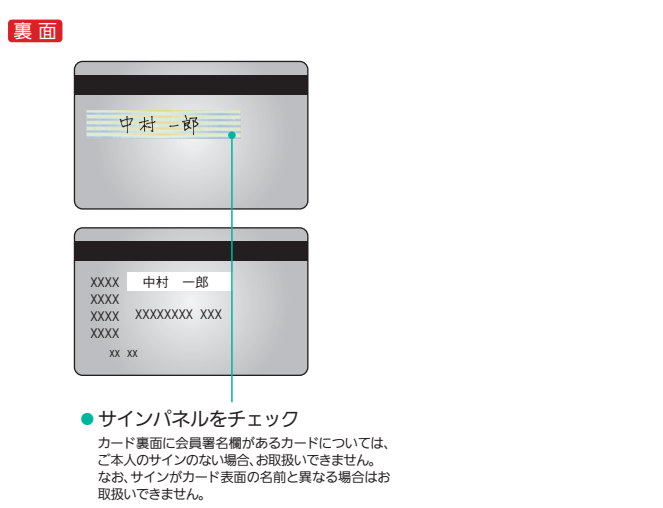 裏面
中村 一郎
XXXX 中村 一郎
XXXX
XXXX XXXXXXXX XXX
XXXX
xx xx
サインパネルをチェック
カード裏面に会員署名欄があるカードについては、
ご本人のサインのない場合、お取扱いできません。
なお、サインがカード表面の名前と異なる場合はお
取扱いできません。